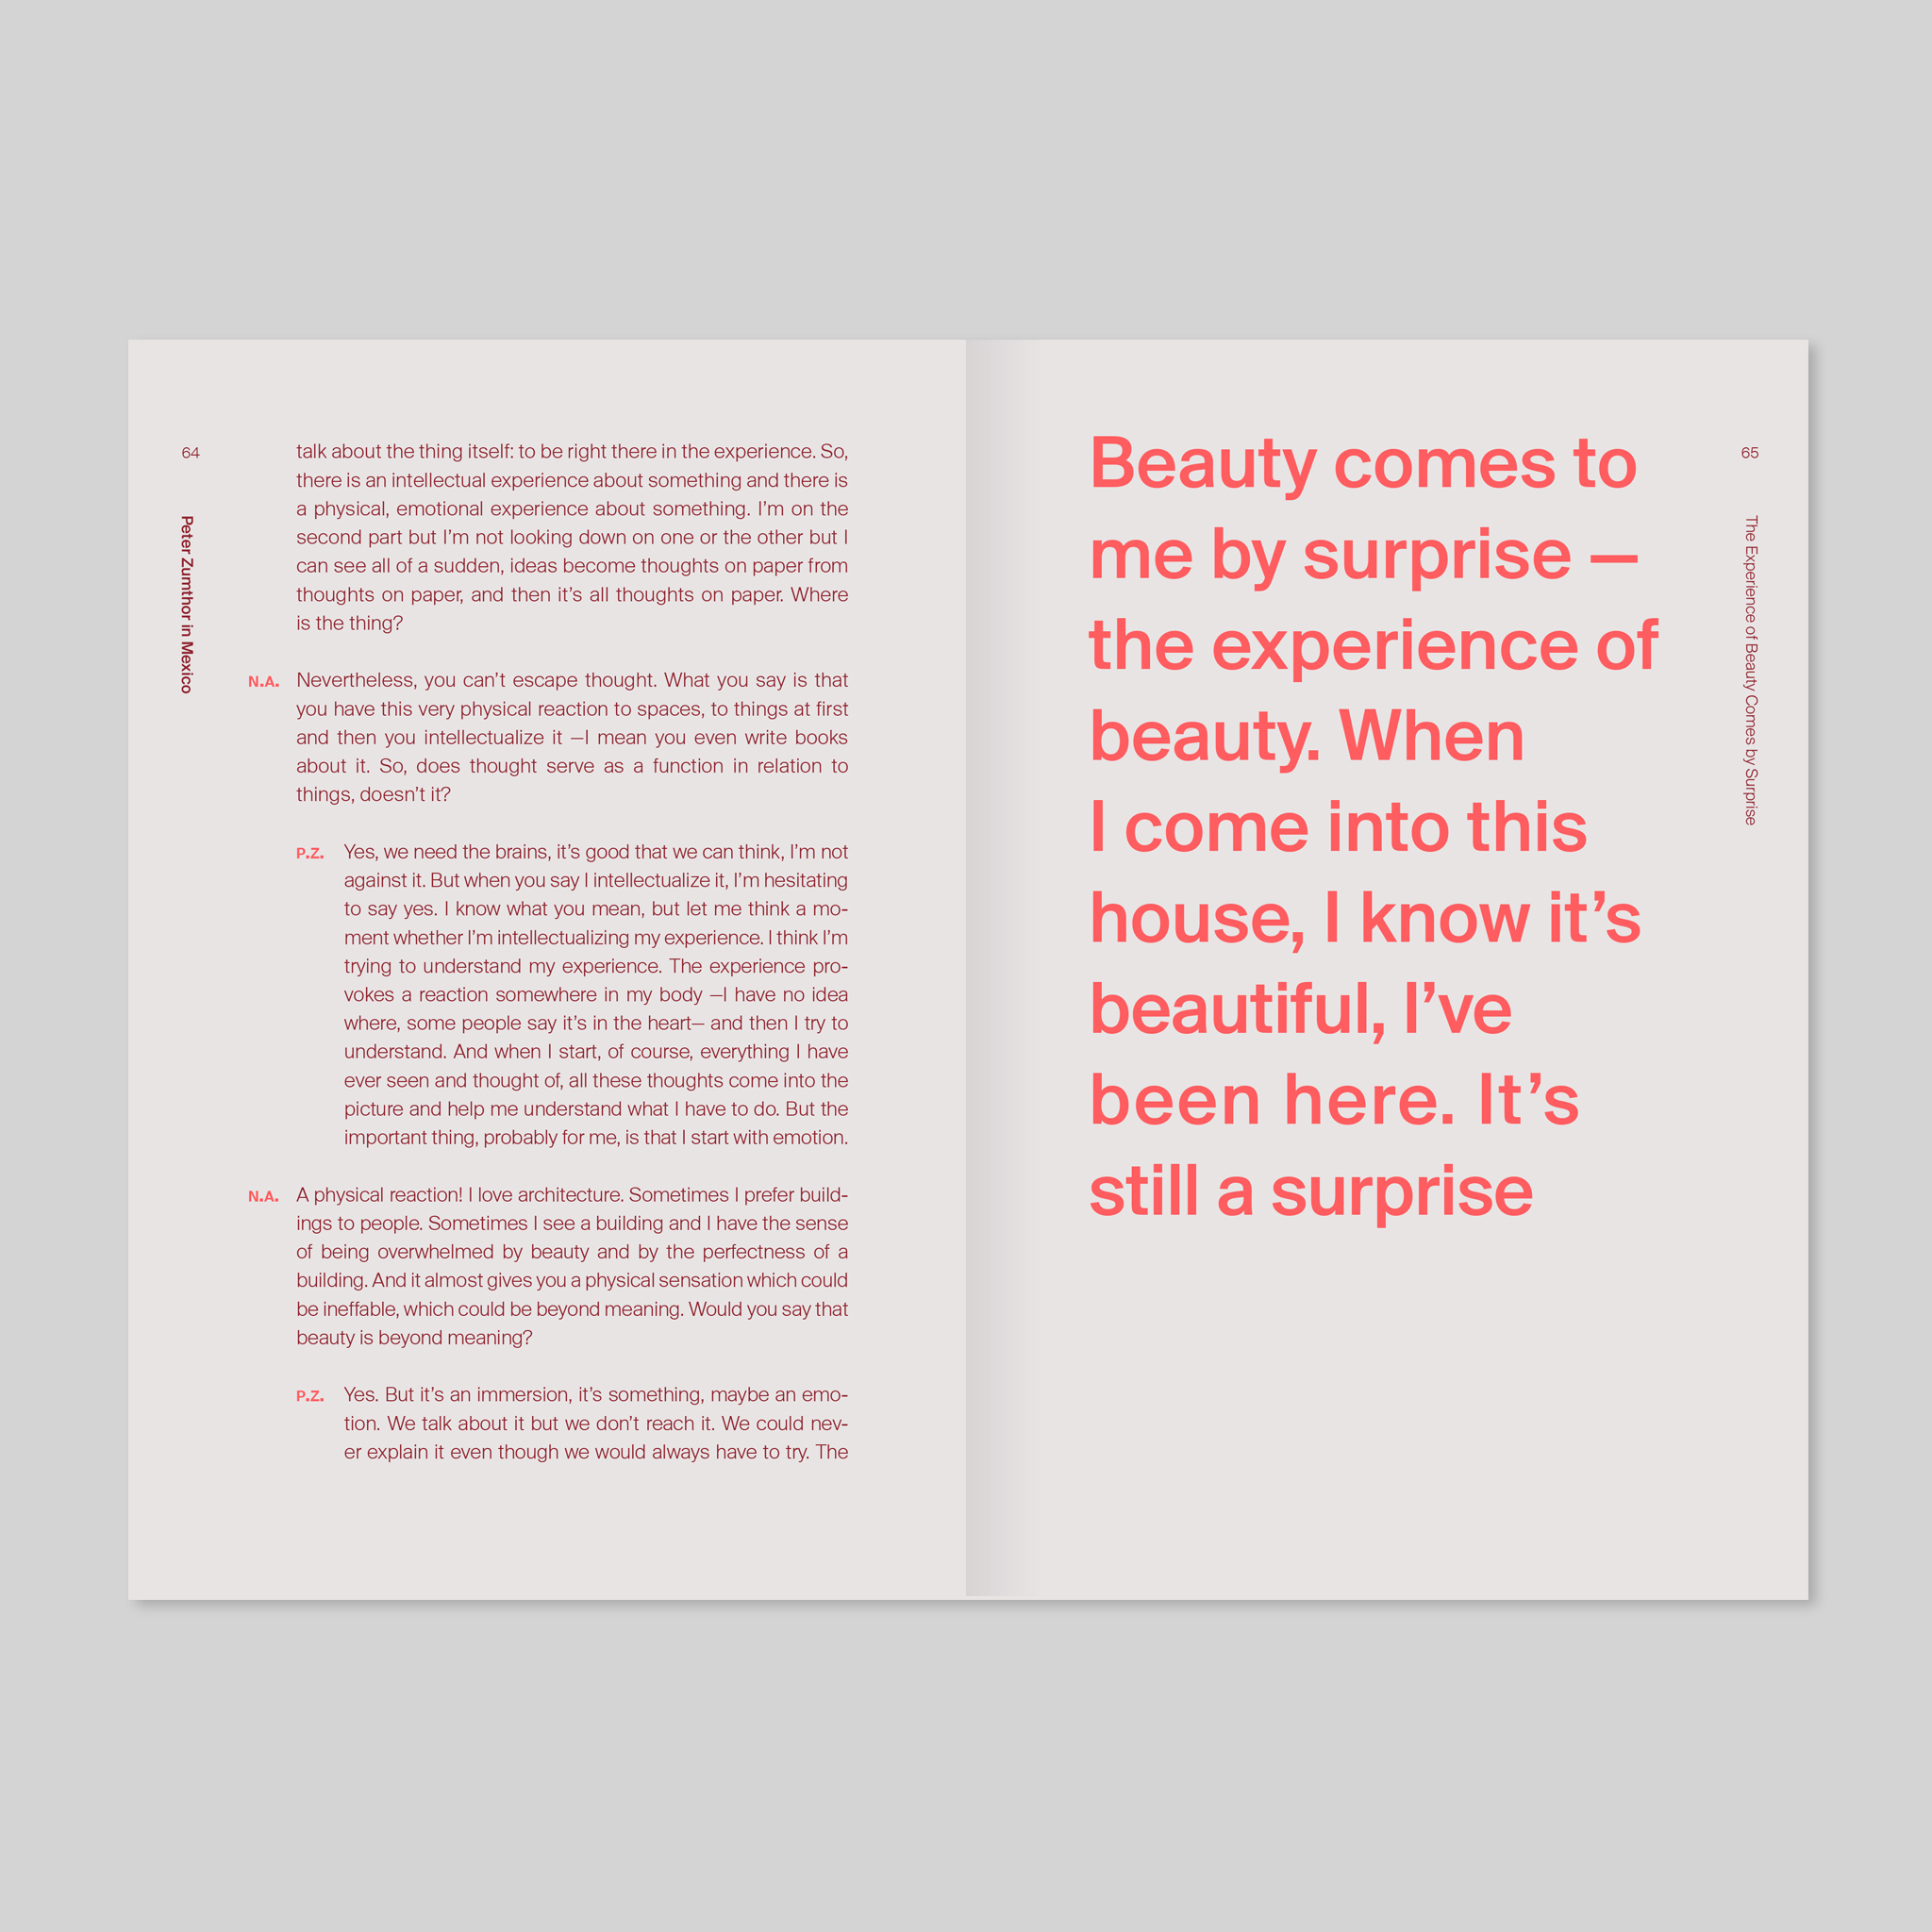 64
Peter Zumthor in Mexico
talk about the thing itself: to be right there in the experience. So,
there is an intellectual experience about something and there is
a physical, emotional experience about something. I’m on the
second part but I’m not looking down on one or the other but I
can see all of a sudden, ideas become thoughts on paper from
thoughts on paper, and then it’s all thoughts on paper. Where
is the thing?
N.A. Nevertheless, you can’t escape thought. What you say is that
you have this very physical reaction to spaces, to things at first
and then you intellectualize it —I mean you even write books
about it. So, does thought serve as a function in relation to
things, doesn’t it?
P.Z. Yes, we need the brains, it’s good that we can think, I’m not
against it. But when you say I intellectualize it, I’m hesitating
to say yes. I know what you mean, but let me think a mo-
ment whether I’m intellectualizing my experience. I think I’m
trying to understand my experience. The experience pro-
vokes a reaction somewhere in my body —I have no idea
where, some people say it’s in the heart— and then I try to
understand. And when I start, of course, everything I have
ever seen and thought of, all these thoughts come into the
picture and help me understand what I have to do. But the
important thing, probably for me, is that I start with emotion.
N.A. A physical reaction! I love architecture. Sometimes I prefer build-
ings to people. Sometimes I see a building and I have the sense
of being overwhelmed by beauty and by the perfectness of a
building. And it almost gives you a physical sensation which could
be ineffable, which could be beyond meaning. Would you say that
beauty is beyond meaning?
P.Z. Yes. But it’s an immersion, it’s something, maybe an emo-
tion. We talk about it but we don’t reach it. We could nev-
er explain it even though we would always have to try. The
Beauty comes to
me by surprise —
the experience of
beauty. When
I come into this
house, I know it’s
beautiful, I’ve
been here. It’s
still a surprise
65
The Experience of Beauty Comes by Surprise